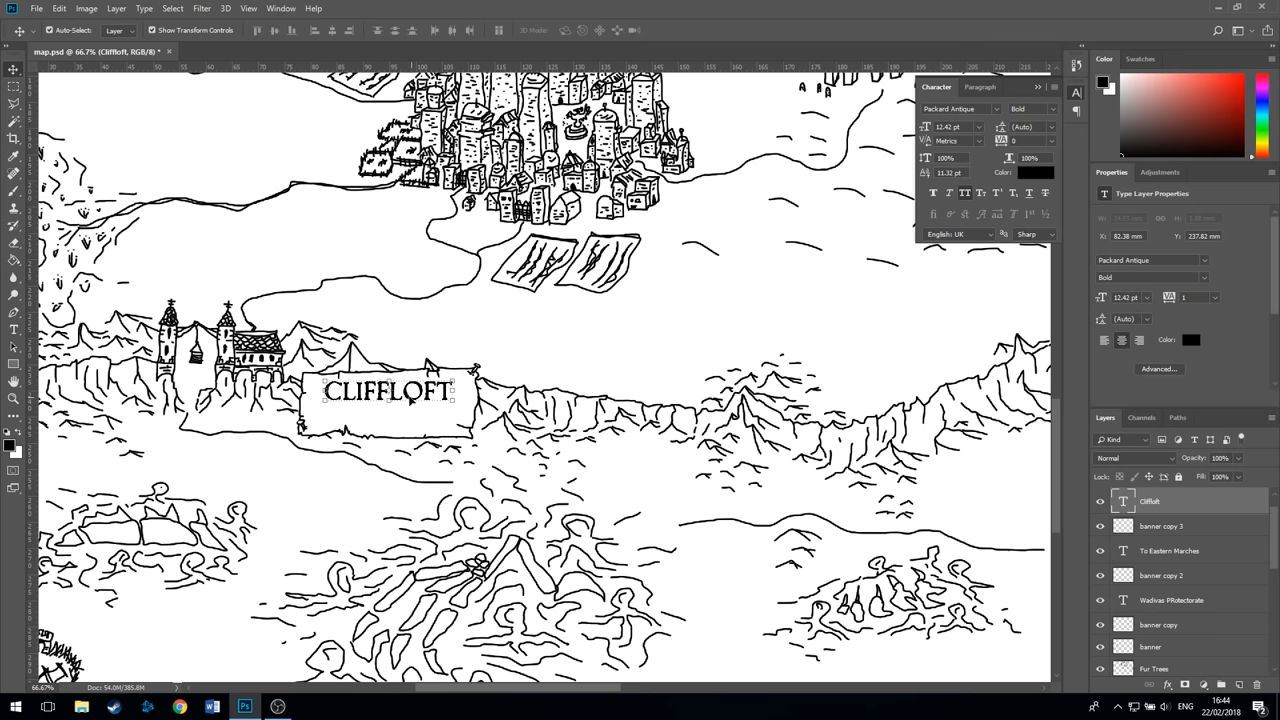 File Edit Image Layer Type Select Filter 3D View Window Help
Auto-Select: Layer Show Transform Controls 3D Mode:
map.psd @ 66.7% (Cliffloft, RGB/8) *
CLIFFLOFT
Character Paragraph
Packard Antique Bold
12.42 pt (Auto)
Metrics 0
100% 100%
11.32 pt Color:
English: UK Sharp
Color Swatches
Properties Adjustments
Type Layer Properties
X: 82.38 mm Y: 237.82 mm
Packard Antique
Bold
12.42 pt 1
(Auto)
Color:
Advanced...
Layers Channels Paths
Kind
Normal Opacity: 100%
Lock: Fill: 100%
Cliffloft
banner copy 3
To Eastern Marches
banner copy 2
Wadivas PRotectorate
banner copy
banner
Fur Trees
66.67% Doc: 54.0M/385.8M
ENG 16:44
22/02/2018